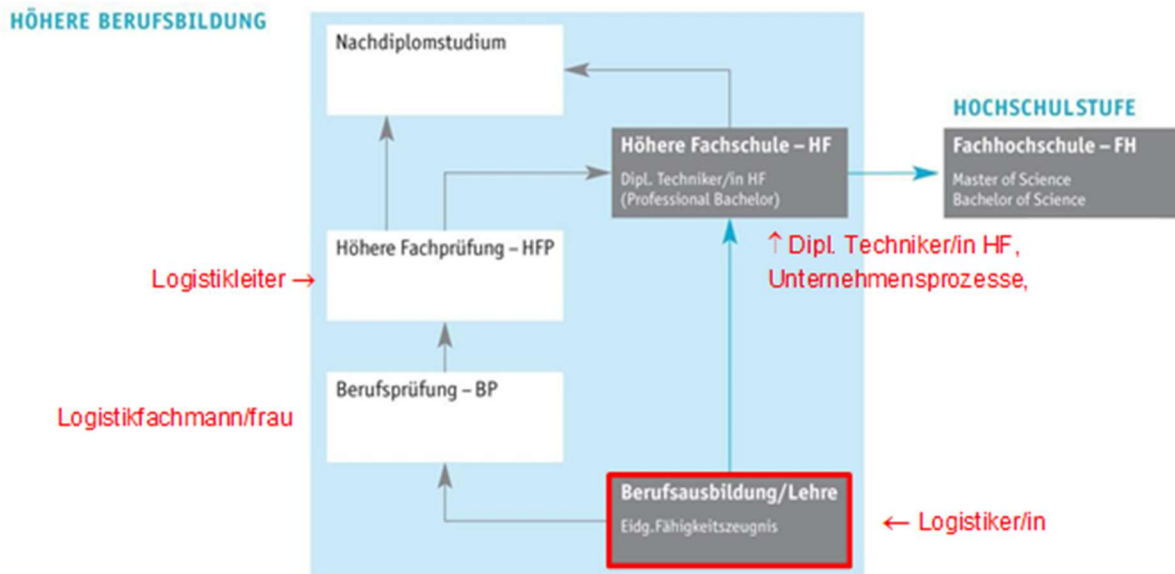 HÖHERE BERUFSBILDUNG
Nachdiplomstudium
HOCHSCHULSTUFE
Höhere Fachschule – HF
Dipl. Techniker/in HF
(Professional Bachelor)
Fachhochschule – FH
Master of Science
Bachelor of Science
↑ Dipl. Techniker/in HF,
Unternehmensprozesse,
Höhere Fachprüfung – HFP
Logistikleiter →
Berufsprüfung – BP
Logistikfachmann/frau
Berufsausbildung/Lehre
Eidg.Fähigkeitszeugnis
← Logistiker/in